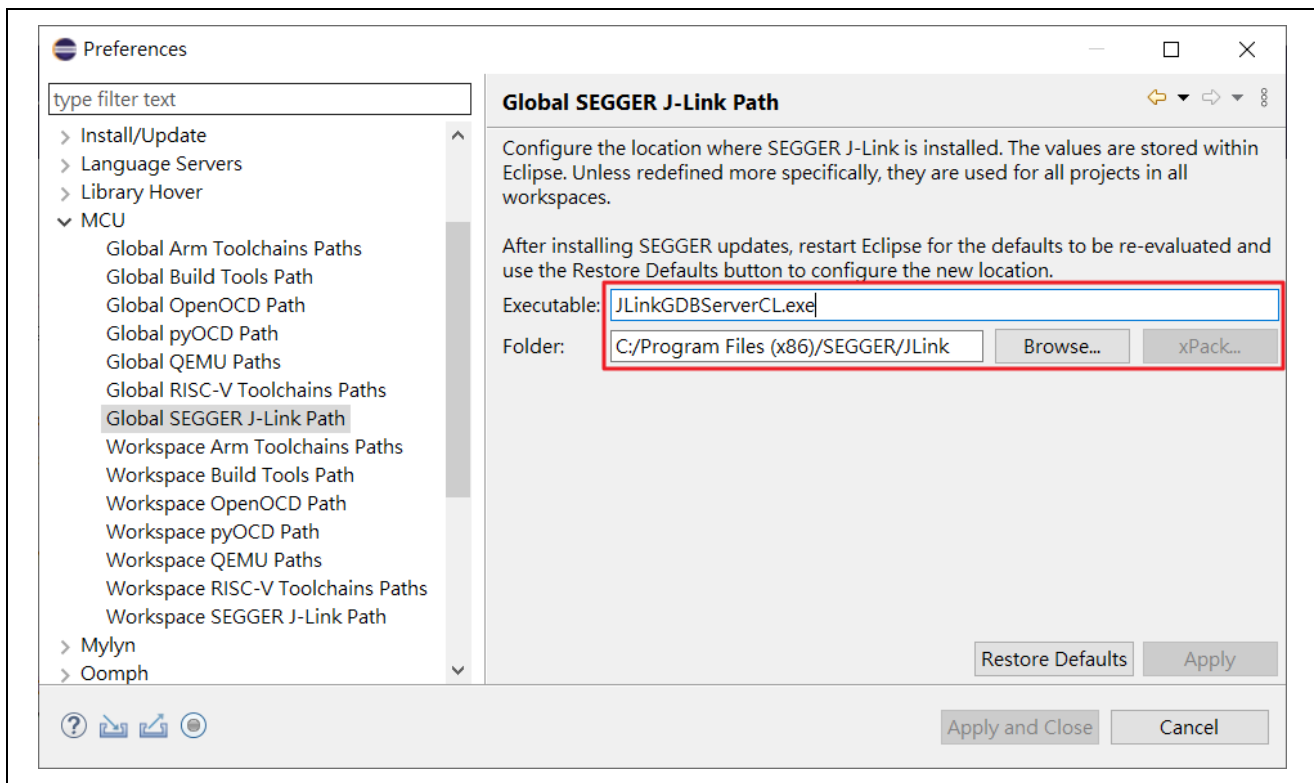 Preferences
type filter text
Install/Update
Language Servers
Library Hover
MCU
Global Arm Toolchains Paths
Global Build Tools Path
Global OpenOCD Path
Global pyOCD Path
Global QEMU Paths
Global RISC-V Toolchains Paths
Global SEGGER J-Link Path
Workspace Arm Toolchains Paths
Workspace Build Tools Path
Workspace OpenOCD Path
Workspace pyOCD Path
Workspace QEMU Paths
Workspace RISC-V Toolchains Paths
Workspace SEGGER J-Link Path
Mylyn
Oomph
Global SEGGER J-Link Path
Configure the location where SEGGER J-Link is installed. The values are stored within
Eclipse. Unless redefined more specifically, they are used for all projects in all
workspaces.
After installing SEGGER updates, restart Eclipse for the defaults to be re-evaluated and
use the Restore Defaults button to configure the new location.
Executable: JLinkGDBServerCL.exe
Folder: C:/Program Files (x86)/SEGGER/JLink Browse... xPack...
Restore Defaults Apply
Apply and Close Cancel